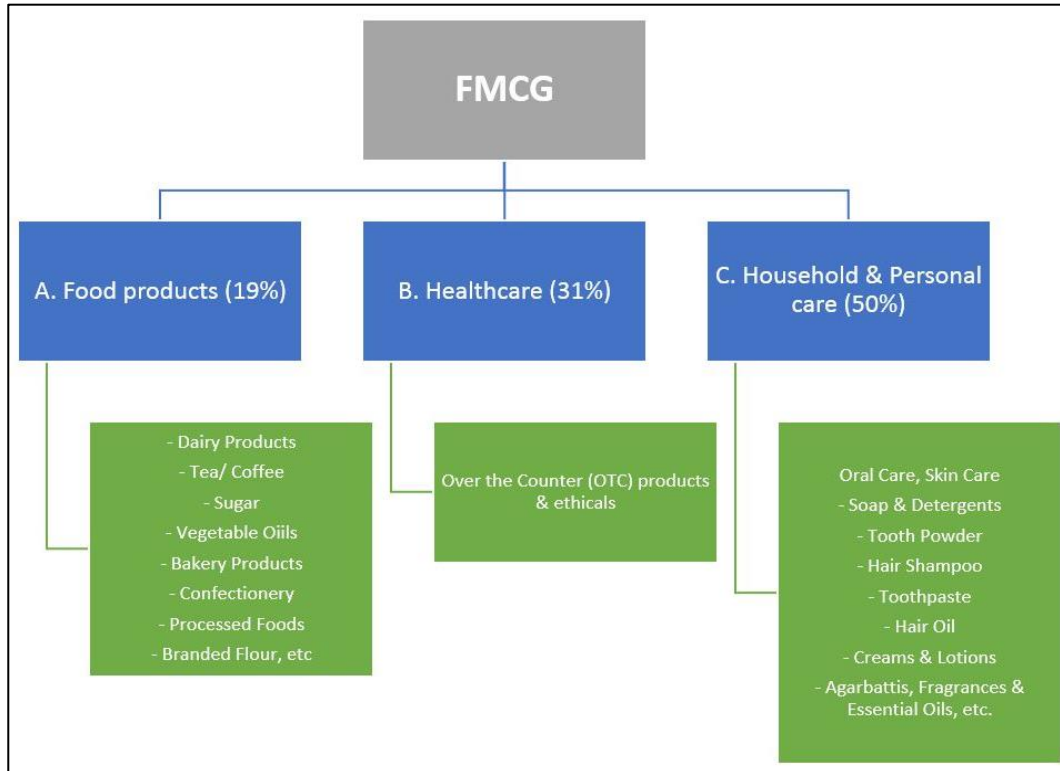 FMCG
A. Food products (19%)
B. Healthcare (31%)
C. Household & Personal
care (50%)
- Dairy Products
- Tea/ Coffee
- Sugar
- Vegetable Oiils
- Bakery Products
- Confectionery
- Processed Foods
- Branded Flour, etc
Over the Counter (OTC) products
& ethicals
Oral Care, Skin Care
- Soap & Detergents
- Tooth Powder
- Hair Shampoo
- Toothpaste
- Hair Oil
- Creams & Lotions
- Agarbattis, Fragrances &
Essential Oils, etc.